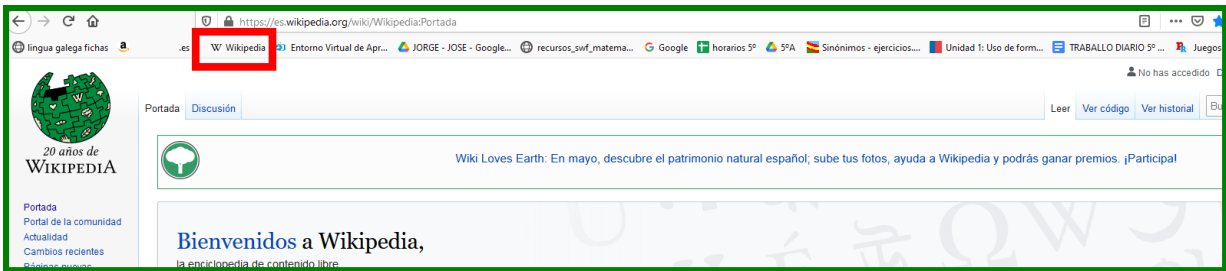 https://es.wikipedia.org/wiki/Wikipedia:Portada
lingua galega fichas .es Wikipedia Entorno Virtual de Apr... JORGE - JOSE - Google... recursos_swf_matema... Google horarios 5º 5ºA Sinónimos - ejercicios.... Unidad 1: Uso de form... TRABALLO DIARIO 5º ... Juegos
No has accedido D
Portada Discusión Leer Ver código Ver historial Bu
20 años de
WIKIPEDIA
Wiki Loves Earth: En mayo, descubre el patrimonio natural español; sube tus fotos, ayuda a Wikipedia y podrás ganar premios. ¡Participa!
Portada
Portal de la comunidad
Actualidad
Cambios recientes
Páginas nuevas
Bienvenidos a Wikipedia,
la enciclopedia de contenido libre